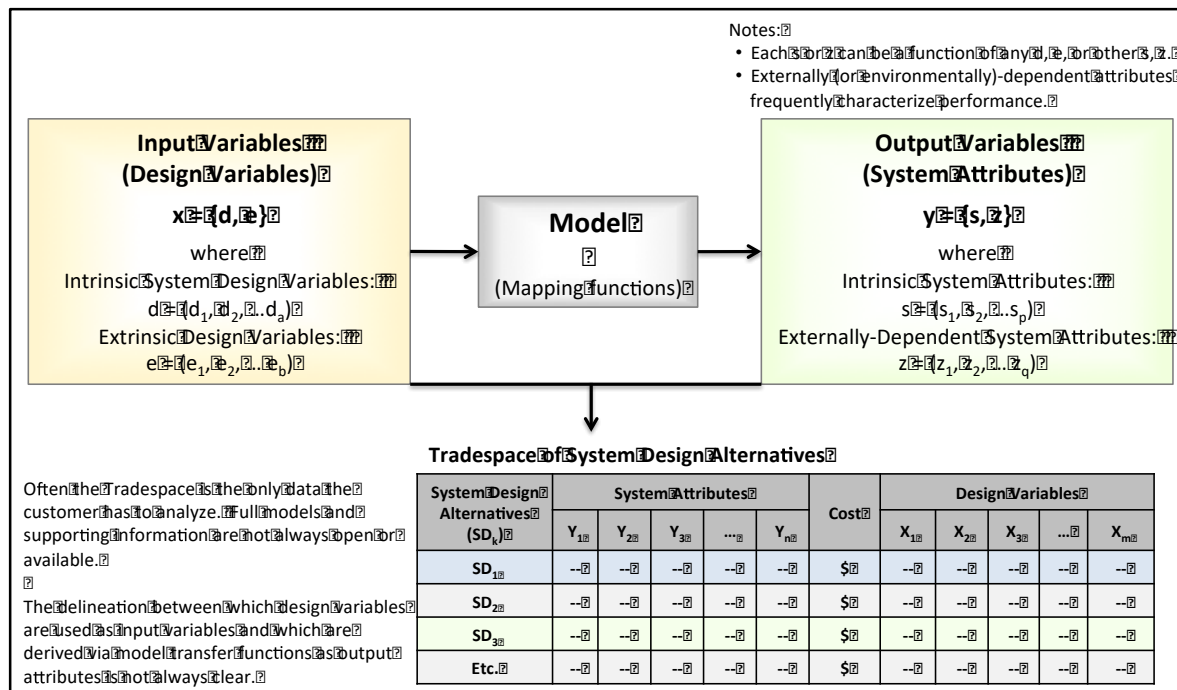 Notes:
• Each s or z can be a function of any d, e, or other s, z.
• Externally (or environmentally)-dependent attributes
frequently characterize performance.
Input Variables
(Design Variables)
x = {d, e}
where
Intrinsic System Design Variables:
d = (d1, d2, …da)
Extrinsic Design Variables:
e = (e1, e2, … eb)
Model
(Mapping functions)
Output Variables
(System Attributes)
y = {s, z}
where
Intrinsic System Attributes:
s = (s1, s2, …sp)
Externally-Dependent System Attributes:
z = (z1, z2, … zq)
Often the Tradespace is the only data the
customer has to analyze. Full models and
supporting information are not always open or
available.
The delineation between which design variables
are used as input variables and which are
derived via model transfer functions as output
attributes is not always clear.
Tradespace of System Design Alternatives
System Design Alternatives (SDk) System Attributes Cost Design Variables
Y1 Y2 Y3 … Yn X1 X2 X3 … Xm
SD1 -- -- -- -- -- $ -- -- -- -- --
SD2 -- -- -- -- -- $ -- -- -- -- --
SD3 -- -- -- -- -- $ -- -- -- -- --
Etc. -- -- -- -- -- $ -- -- -- -- --